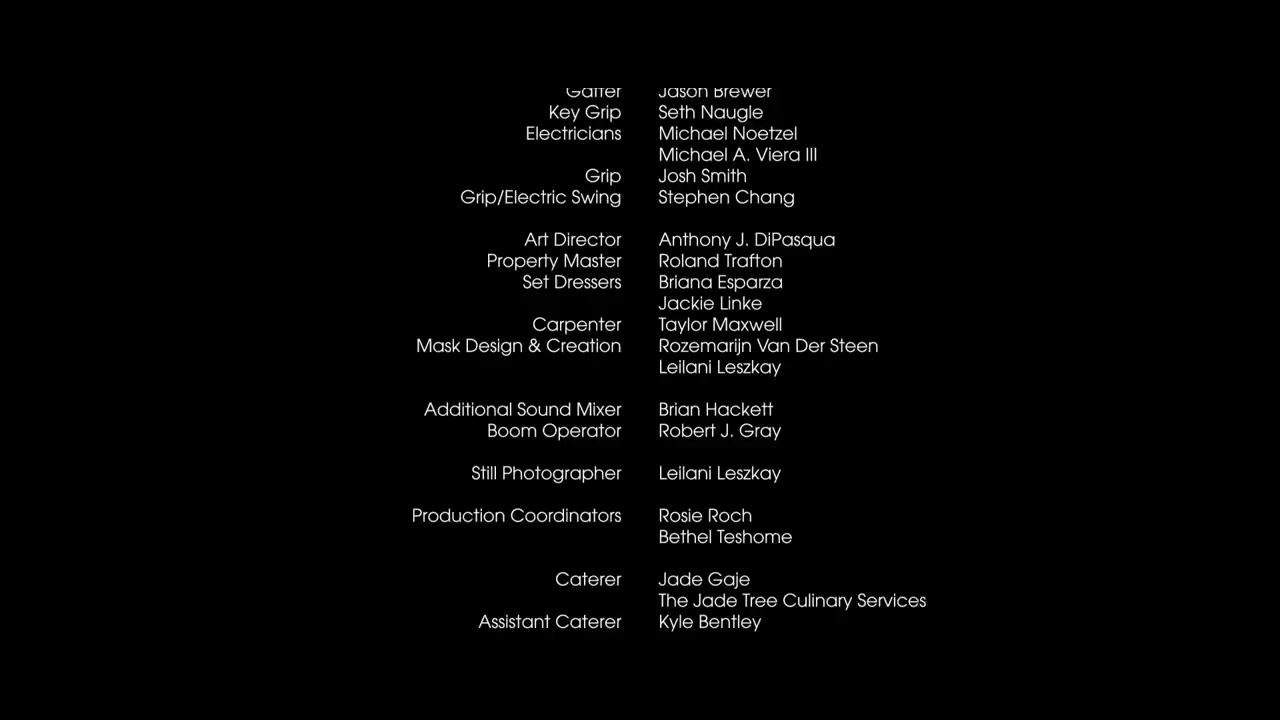 Gaffer Jason Brewer
Key Grip Seth Naugle
Electricians Michael Noetzel
Michael A. Viera III
Grip Josh Smith
Grip/Electric Swing Stephen Chang
Art Director Anthony J. DiPasqua
Property Master Roland Trafton
Set Dressers Briana Esparza
Jackie Linke
Carpenter Taylor Maxwell
Mask Design & Creation Rozemarijn Van Der Steen
Leilani Leszkay
Additional Sound Mixer Brian Hackett
Boom Operator Robert J. Gray
Still Photographer Leilani Leszkay
Production Coordinators Rosie Roch
Bethel Teshome
Caterer Jade Gaje
The Jade Tree Culinary Services
Assistant Caterer Kyle Bentley